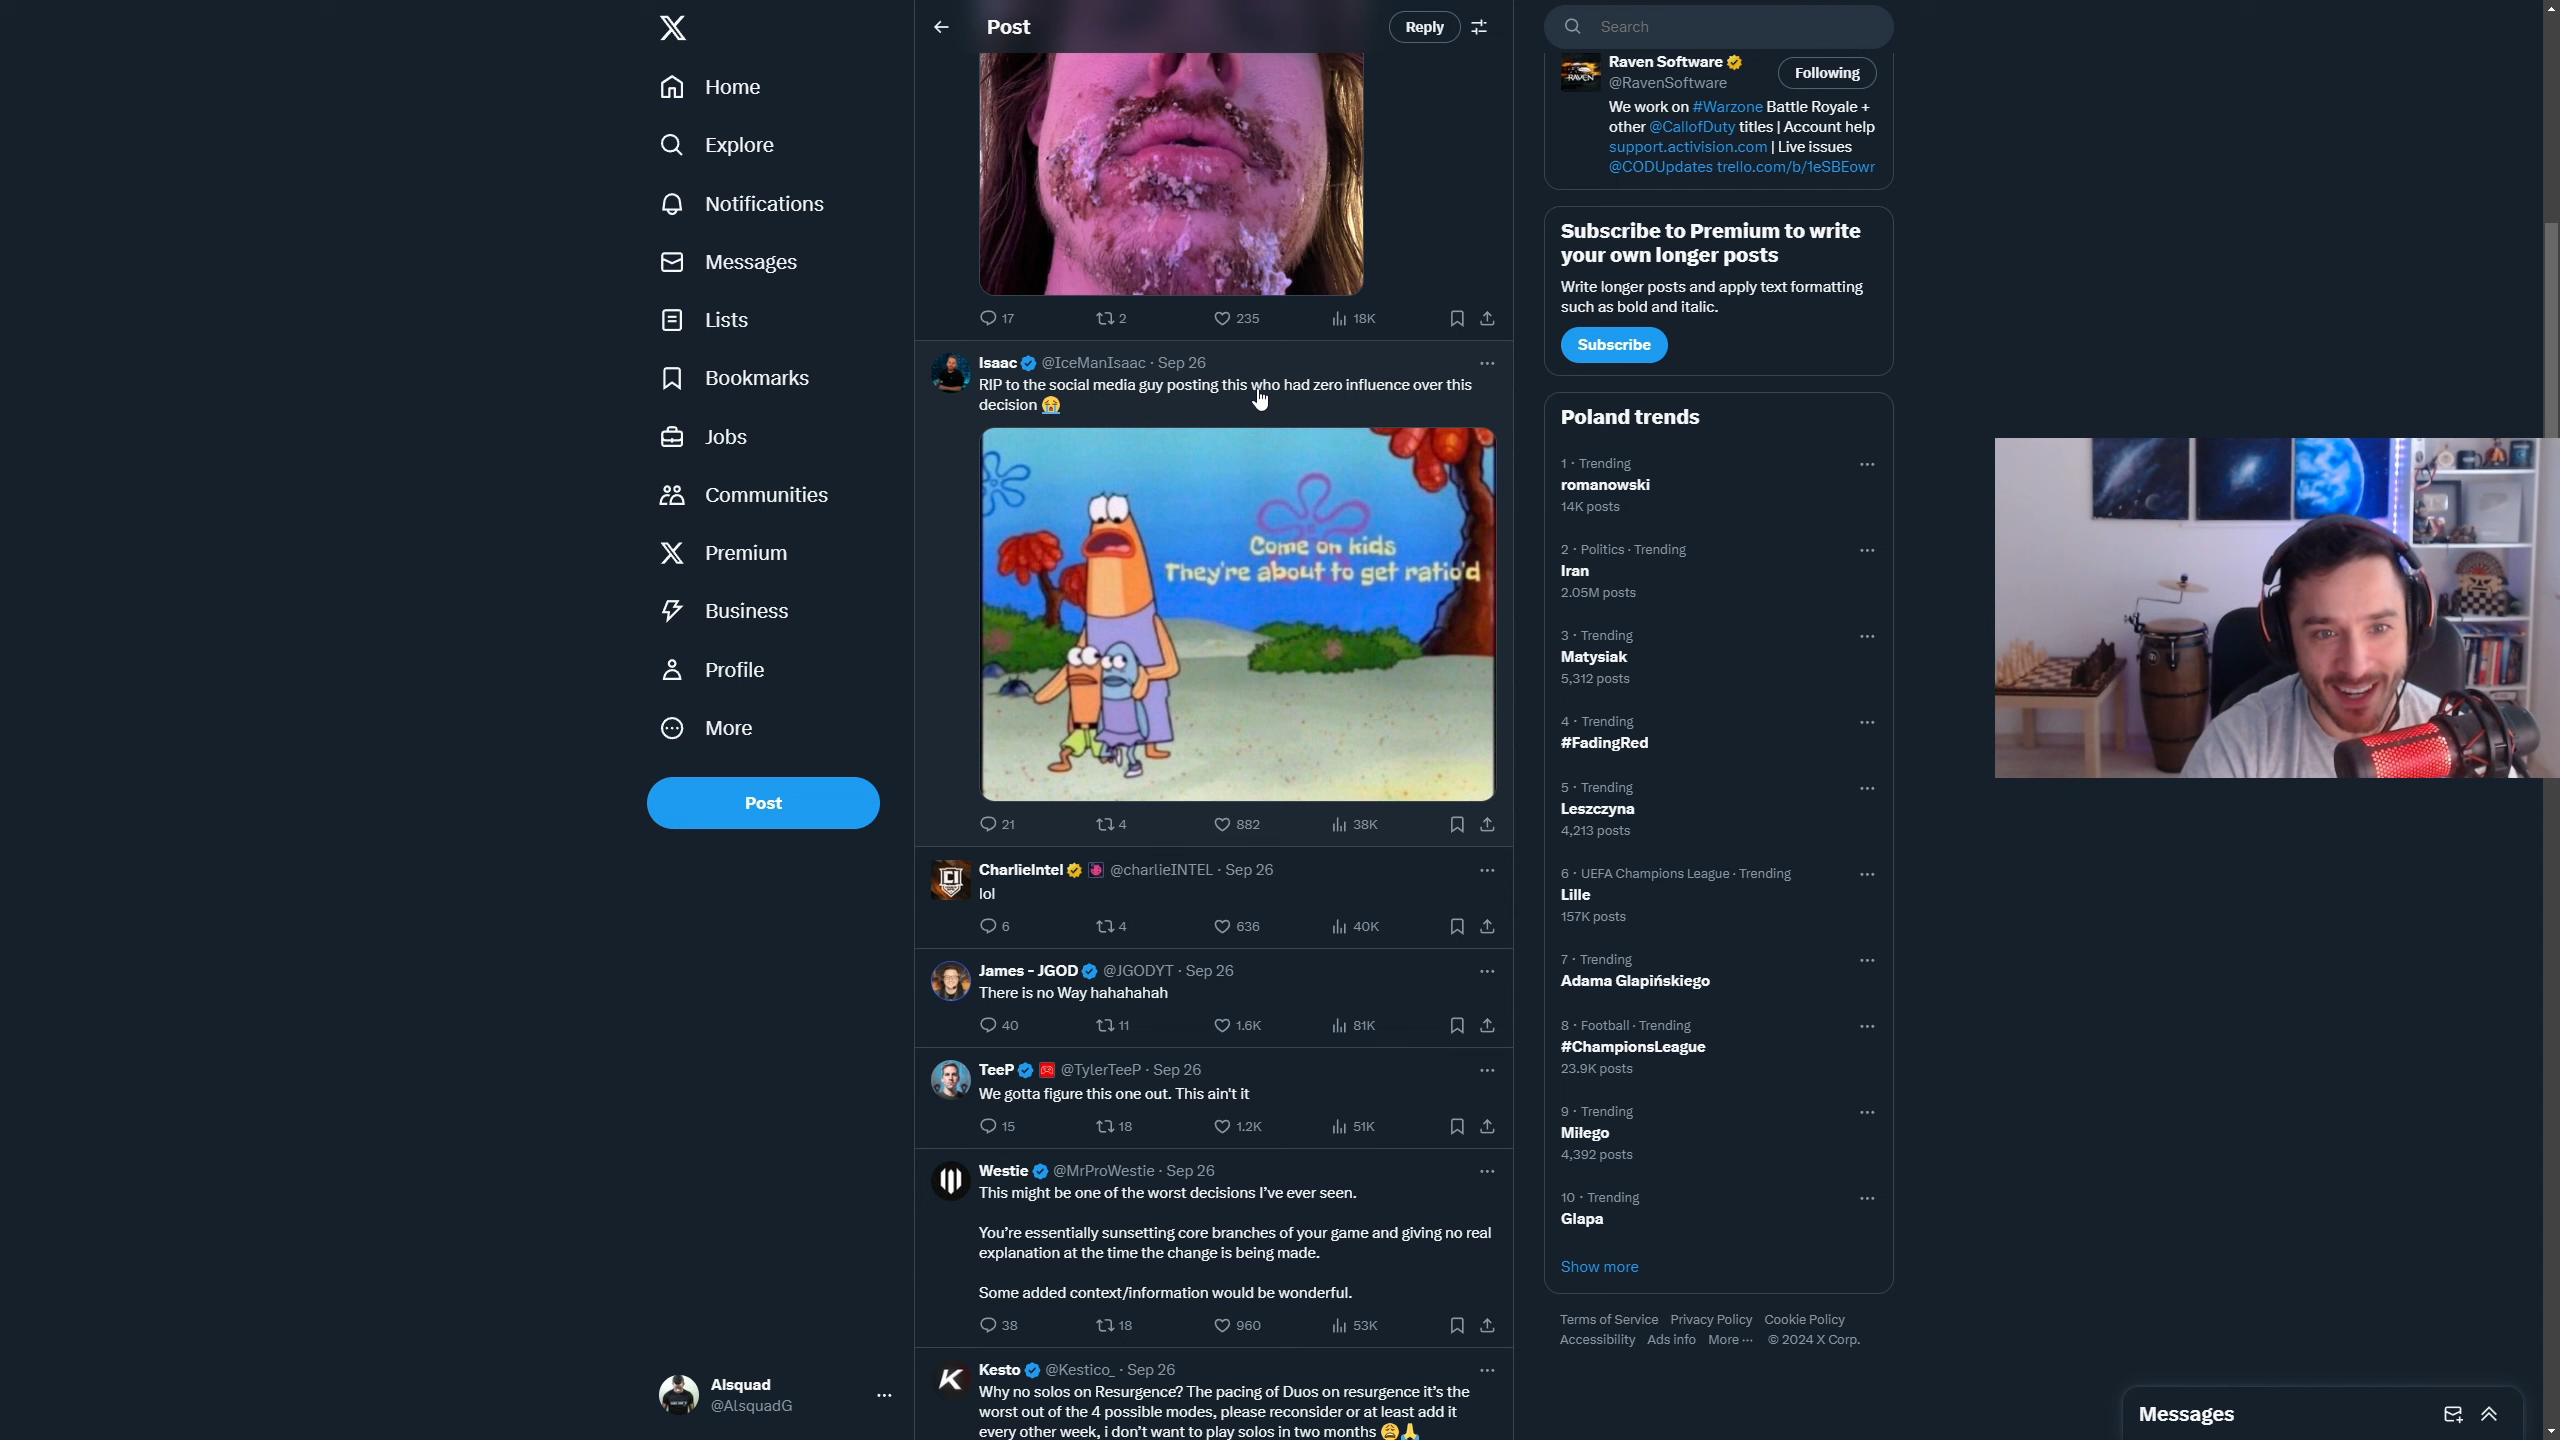 Home
Explore
Notifications
Messages
Lists
Bookmarks
Jobs
Communities
Premium
Business
Profile
More
Post
Alsquad
@AlsquadG
Post
Reply
17
2
235
18K
Isaac @IceManIsaac · Sep 26
RIP to the social media guy posting this who had zero influence over this
decision 😭
Come on kids
They're about to get ratio'd
21
4
882
38K
CharlieIntel @charlieINTEL · Sep 26
lol
6
4
636
40K
James - JGOD @JGODYT · Sep 26
There is no Way hahahahah
40
11
1.6K
81K
TeeP @TylerTeeP · Sep 26
We gotta figure this one out. This ain't it
15
18
1.2K
51K
Westie @MrProWestie · Sep 26
This might be one of the worst decisions I've ever seen.
You're essentially sunsetting core branches of your game and giving no real
explanation at the time the change is being made.
Some added context/information would be wonderful.
38
18
960
53K
Kesto @Kestico_ · Sep 26
Why no solos on Resurgence? The pacing of Duos on resurgence it's the
worst out of the 4 possible modes, please reconsider or at least add it
every other week, i don't want to play solos in two months 😩🙏
Search
RAVEN
Raven Software
@RavenSoftware
Following
We work on #Warzone Battle Royale +
other @CallofDuty titles | Account help
support.activision.com | Live issues
@CODUpdates trello.com/b/1eSBEowr
Subscribe to Premium to write
your own longer posts
Write longer posts and apply text formatting
such as bold and italic.
Subscribe
Poland trends
1 · Trending
romanowski
14K posts
2 · Politics · Trending
Iran
2.05M posts
3 · Trending
Matysiak
5,312 posts
4 · Trending
#FadingRed
5 · Trending
Leszczyna
4,213 posts
6 · UEFA Champions League · Trending
Lille
157K posts
7 · Trending
Adama Glapińskiego
8 · Football · Trending
#ChampionsLeague
23.9K posts
9 · Trending
Milego
4,392 posts
10 · Trending
Glapa
Show more
Terms of Service Privacy Policy Cookie Policy
Accessibility Ads info More ··· © 2024 X Corp.
Messages